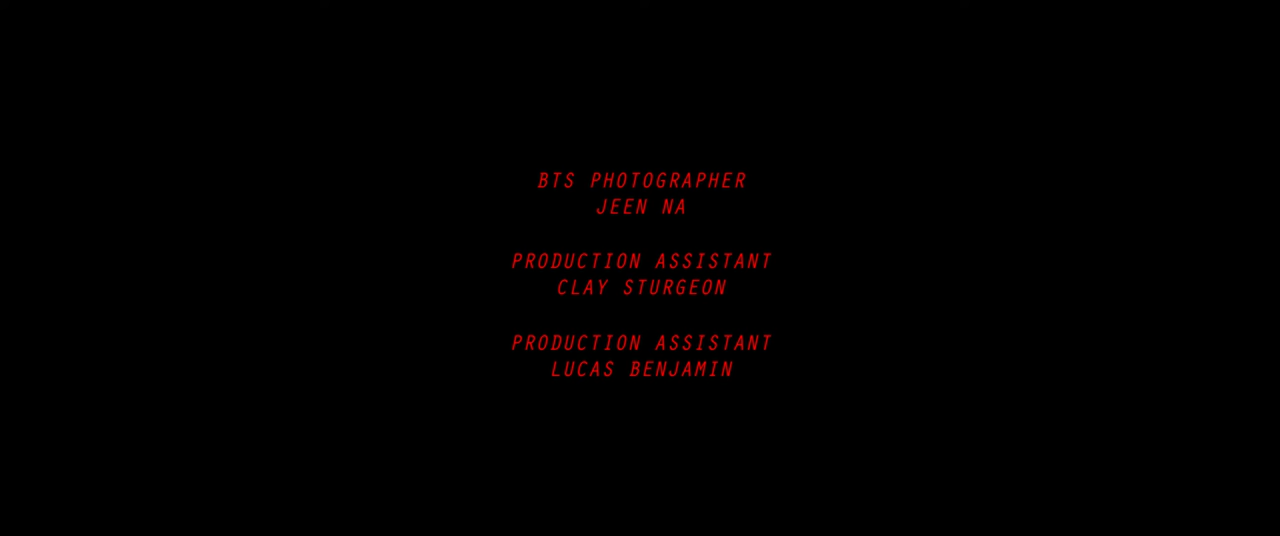 BTS PHOTOGRAPHER
JEEN NA
PRODUCTION ASSISTANT
CLAY STURGEON
PRODUCTION ASSISTANT
LUCAS BENJAMIN